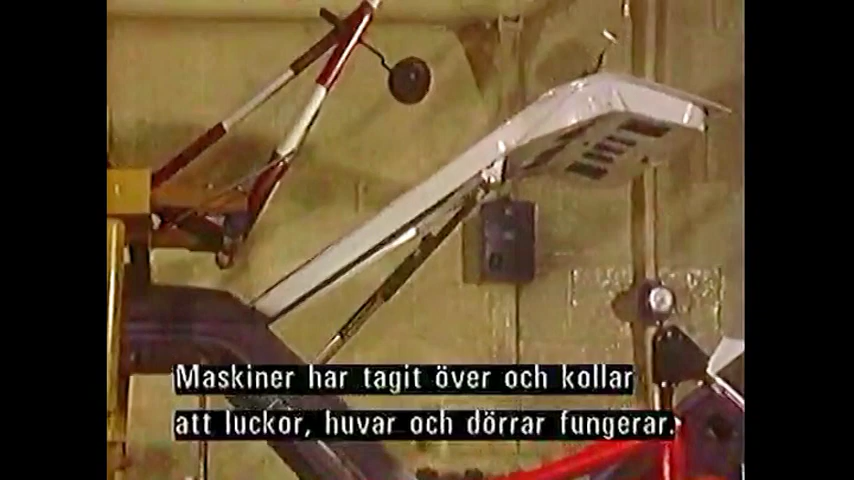 Maskiner har tagit över och kollar
att luckor, huvar och dörrar fungerar.